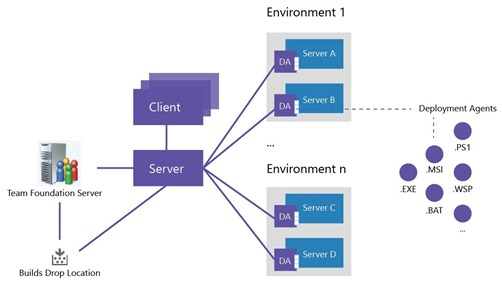 Environment 1
DA
Server A
DA
Server B
...
Client
Server
Team Foundation Server
Builds Drop Location
Environment n
DA
Server C
DA
Server D
Deployment Agents
.PS1
.MSI
.EXE
.WSP
.BAT
...